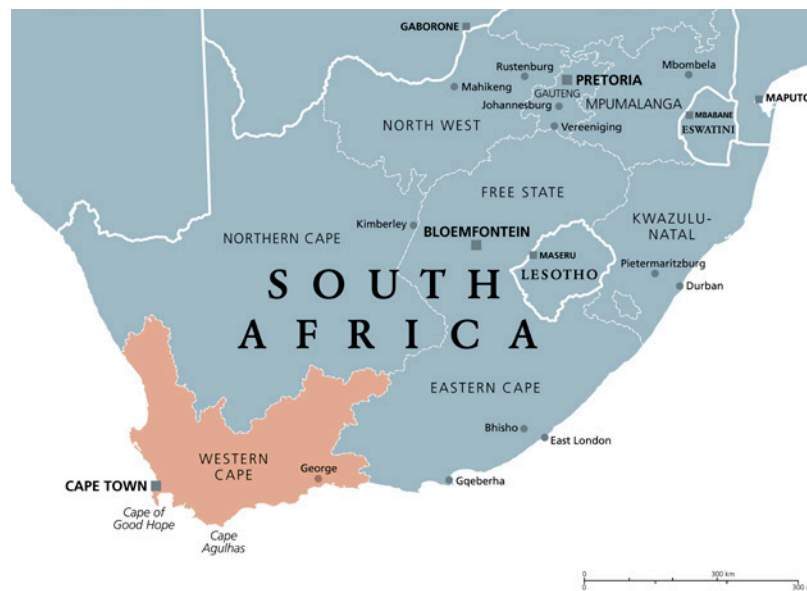 GABORONE
Rustenburg
Mbombela
PRETORIA
Mahikeng
GAUTENG
MAPUTO
Johannesburg
MPUMALANGA
MBABANE
NORTH WEST
Vereeniging
ESWATINI
FREE STATE
KWAZULU-
NATAL
Kimberley
NORTHERN CAPE
BLOEMFONTEIN
MASERU
LESOTHO
Pietermaritzburg
Durban
SOUTH
AFRICA
EASTERN CAPE
Bhisho
East London
WESTERN
CAPE
George
Gqeberha
CAPE TOWN
Cape of
Good Hope
Cape
Agulhas
0 300 km
0